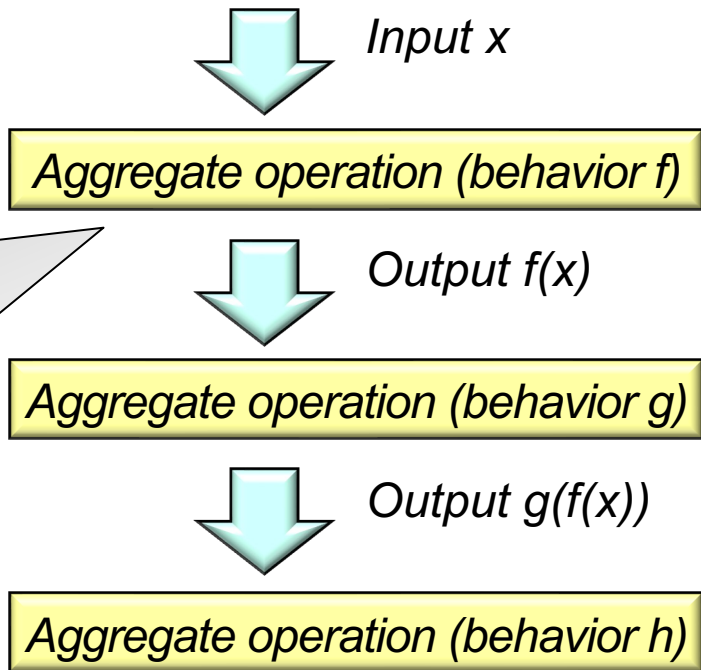 Input x
Aggregate operation (behavior f)
Output f(x)
Aggregate operation (behavior g)
Output g(f(x))
Aggregate operation (behavior h)